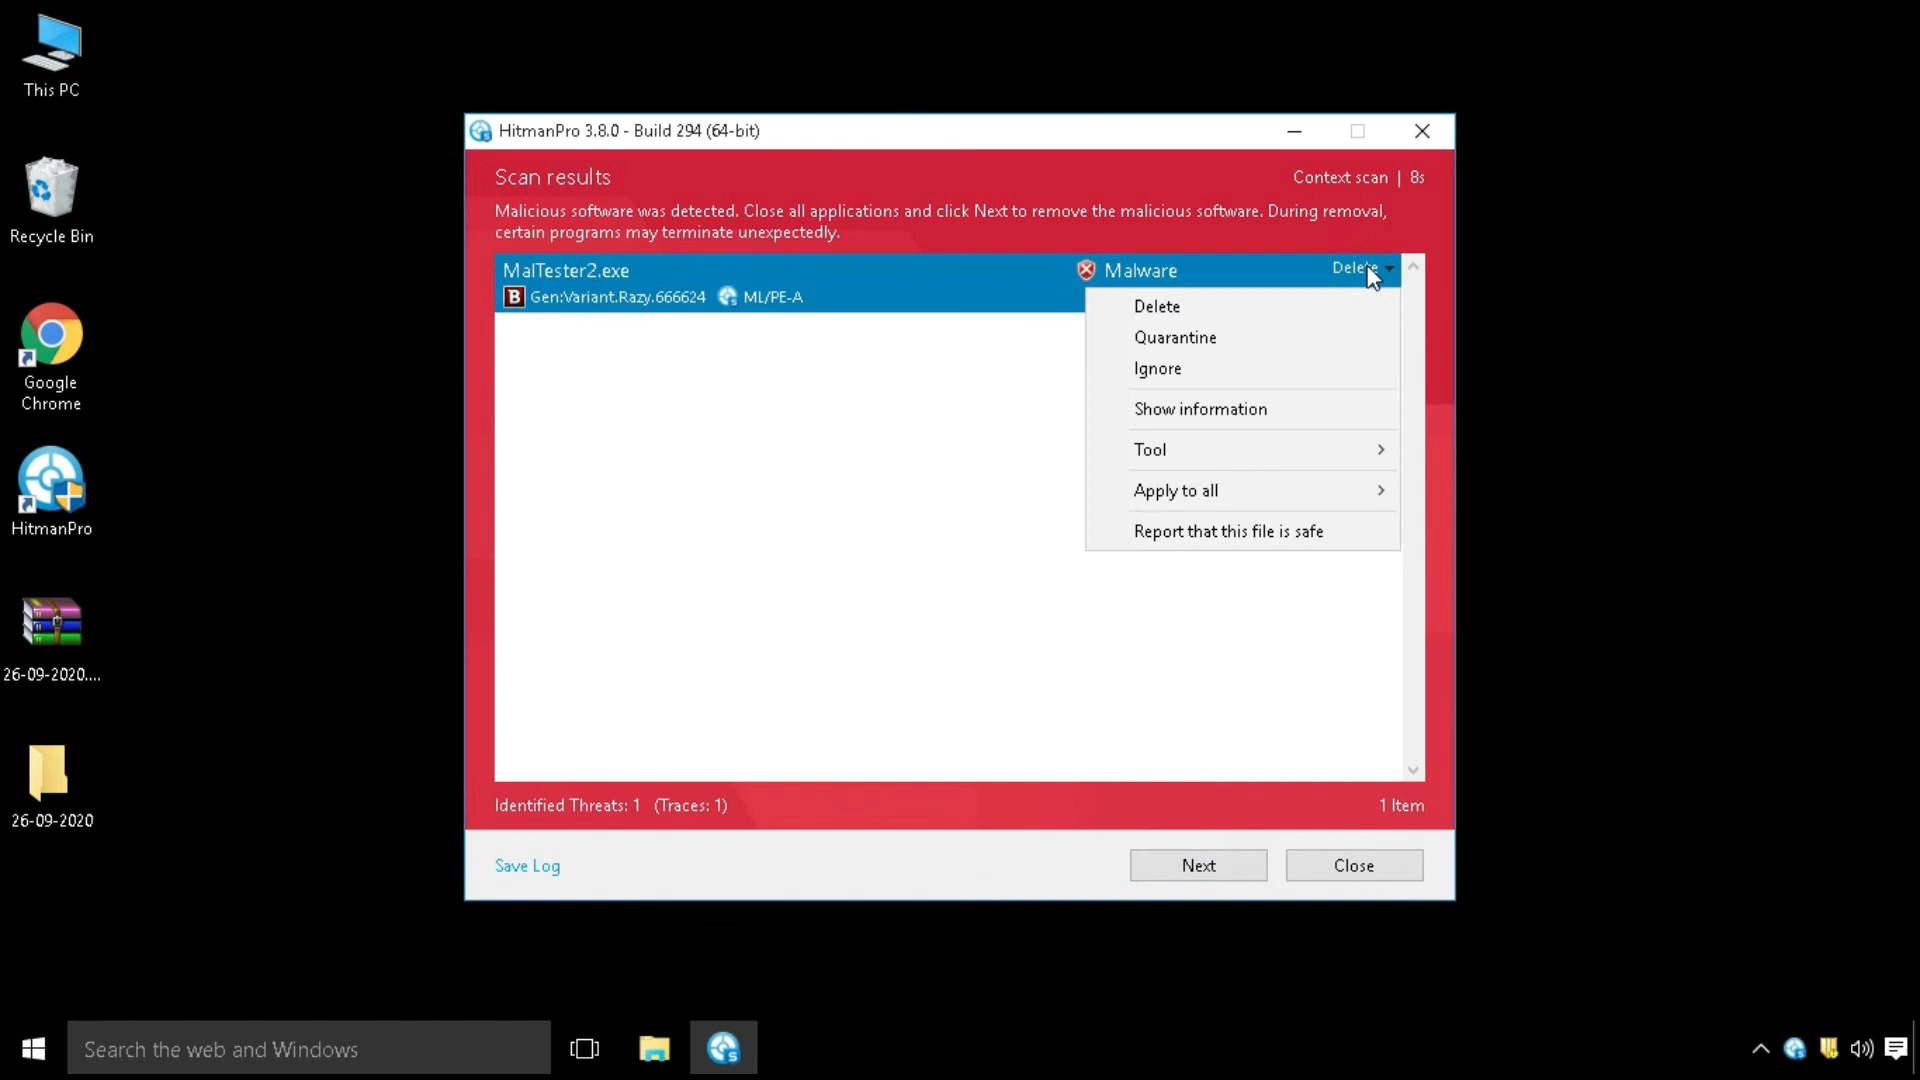 This PC
Recycle Bin
Google
Chrome
HitmanPro
26-09-2020....
26-09-2020
HitmanPro 3.8.0 - Build 294 (64-bit)
Scan results
Context scan | 8s
Malicious software was detected. Close all applications and click Next to remove the malicious software. During removal,
certain programs may terminate unexpectedly.
MalTester2.exe
Malware
Delete
B Gen:Variant.Razy.666624 ML/PE-A
Delete
Quarantine
Ignore
Show information
Tool
Apply to all
Report that this file is safe
Identified Threats: 1 (Traces: 1)
1 Item
Save Log
Next
Close
Search the web and Windows